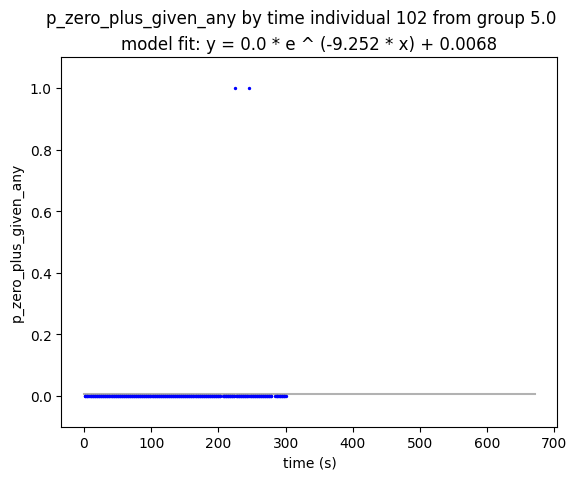 p_zero_plus_given_any by time individual 102 from group 5.0
model fit: y = 0.0 * e ^ (-9.252 * x) + 0.0068
1.0
0.8
0.6
0.4
0.2
0.0
p_zero_plus_given_any
0 100 200 300 400 500 600 700
time (s)